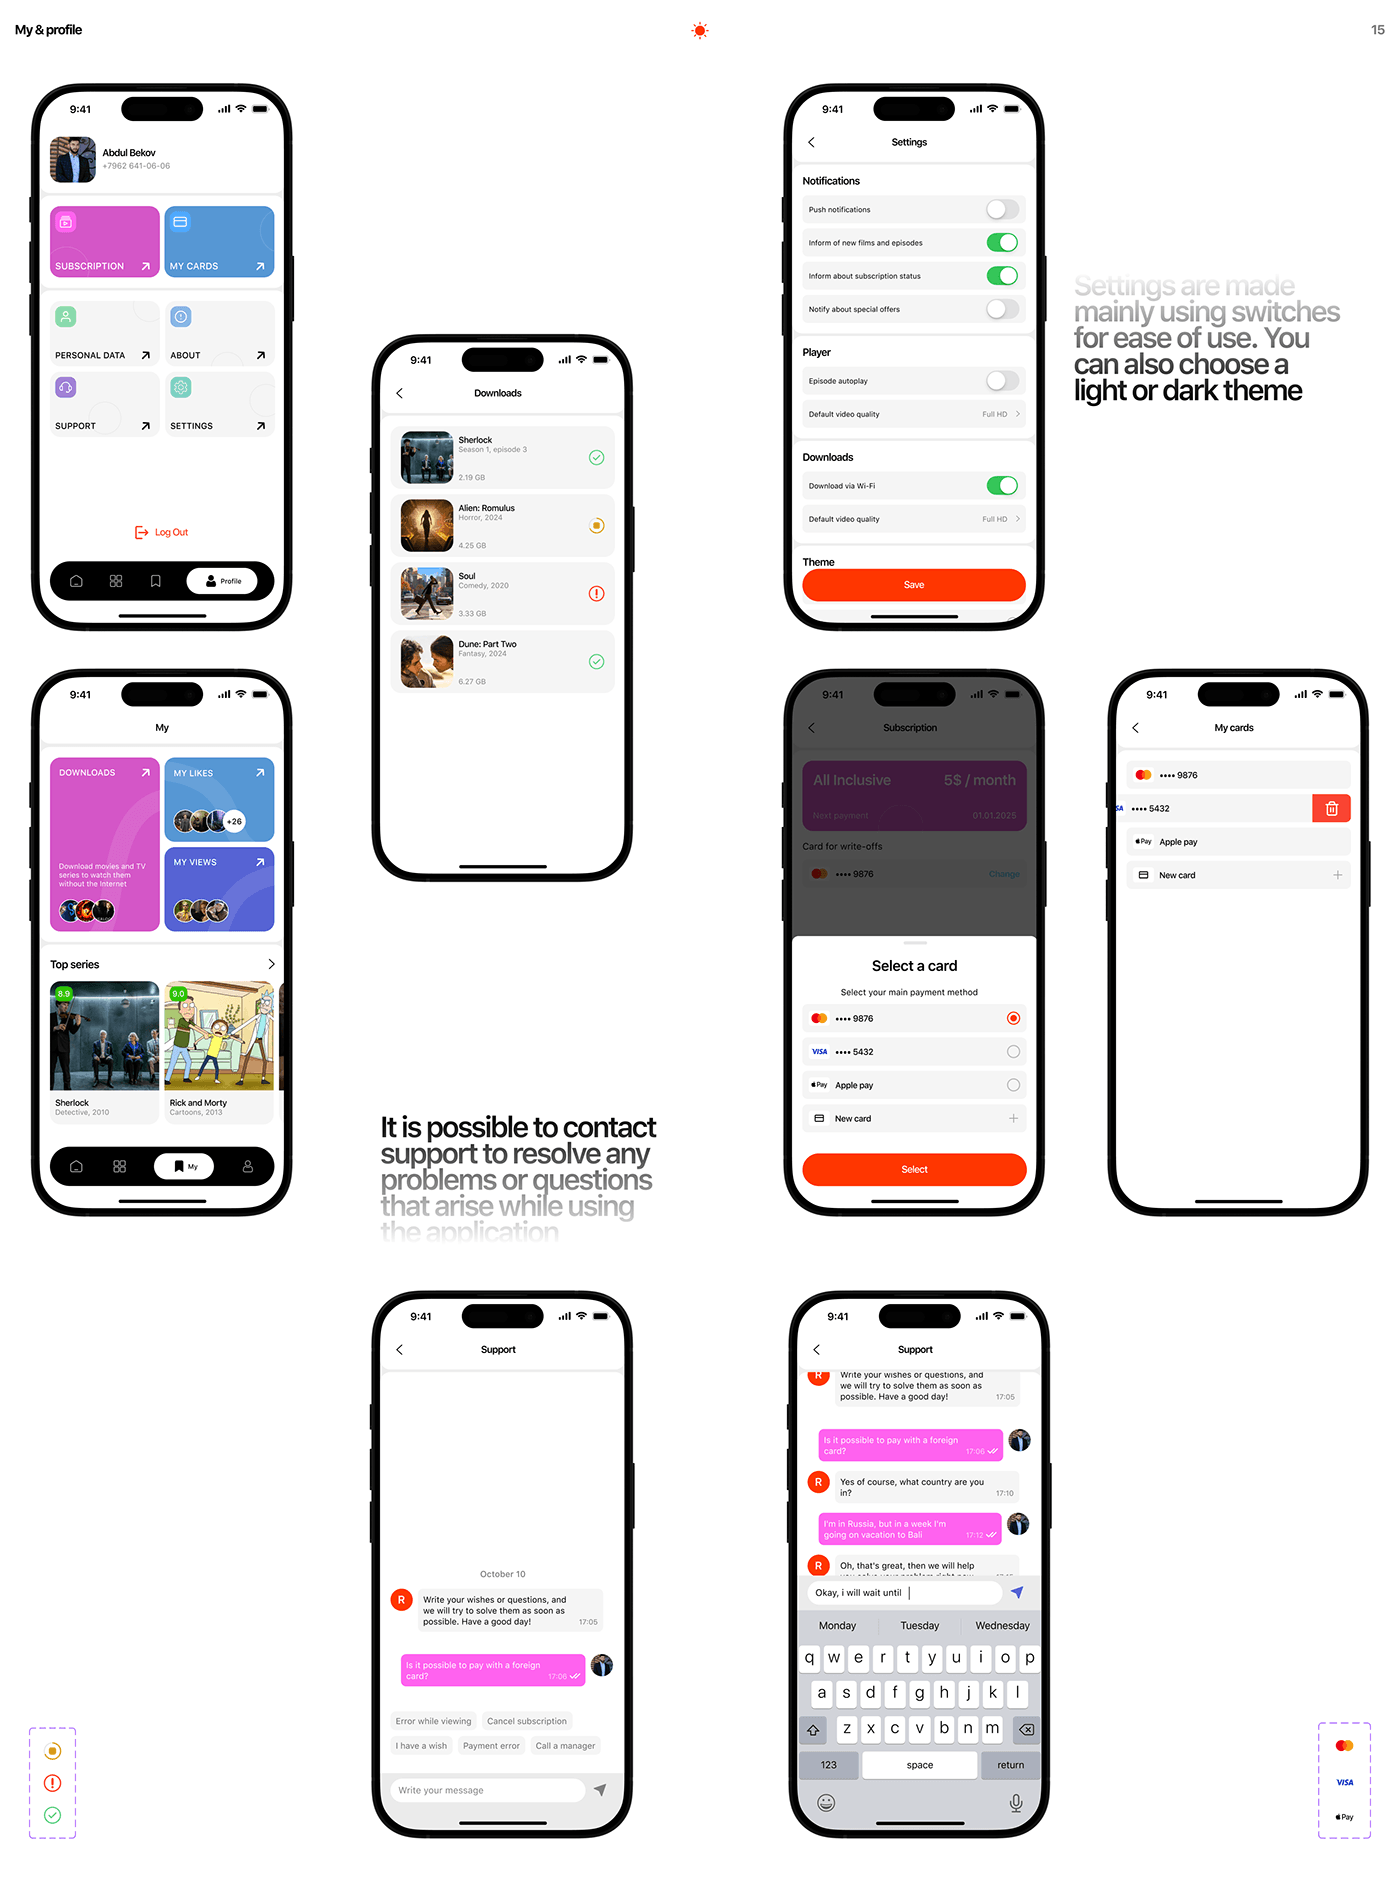 My & profile
15
9:41
Abdul Bekov
+7962 641-06-06
SUBSCRIPTION
MY CARDS
PERSONAL DATA
ABOUT
SUPPORT
SETTINGS
Log Out
Profile
9:41
Downloads
Sherlock
Season 1, episode 3
2.19 GB
Alien: Romulus
Horror, 2024
4.25 GB
Soul
Comedy, 2020
3.33 GB
Dune: Part Two
Fantasy, 2024
6.27 GB
9:41
Settings
Notifications
Push notifications
Inform of new films and episodes
Inform about subscription status
Notify about special offers
Player
Episode autoplay
Default video quality
Full HD
Downloads
Download via Wi-Fi
Default video quality
Full HD
Theme
Save
Settings are made
mainly using switches
for ease of use. You
can also choose a
light or dark theme
9:41
My
DOWNLOADS
Download movies and TV
series to watch them
without the Internet
MY LIKES
+26
MY VIEWS
Top series
8.9
Sherlock
Detective, 2010
9.0
Rick and Morty
Cartoons, 2013
My
It is possible to contact
support to resolve any
problems or questions
that arise while using
the application
9:41
Subscription
All Inclusive
5$ / month
Next payment
01.01.2025
Card for write-offs
•••• 9876
Change
Select a card
Select your main payment method
•••• 9876
VISA
•••• 5432
Pay
Apple pay
New card
Select
9:41
My cards
•••• 9876
SA
•••• 5432
Pay
Apple pay
New card
9:41
Support
October 10
R
Write your wishes or questions, and
we will try to solve them as soon as
possible. Have a good day!
17:05
Is it possible to pay with a foreign
card?
17:06
Error while viewing
Cancel subscription
I have a wish
Payment error
Call a manager
Write your message
9:41
Support
R
Write your wishes or questions, and
we will try to solve them as soon as
possible. Have a good day!
17:05
Is it possible to pay with a foreign
card?
17:06
R
Yes of course, what country are you
in?
17:10
I'm in Russia, but in a week I'm
going on vacation to Bali
17:12
R
Oh, that's great, then we will help
Okay, i will wait until
Monday
Tuesday
Wednesday
q w e r t y u i o p
a s d f g h j k l
z x c v b n m
123
space
return
VISA
Pay